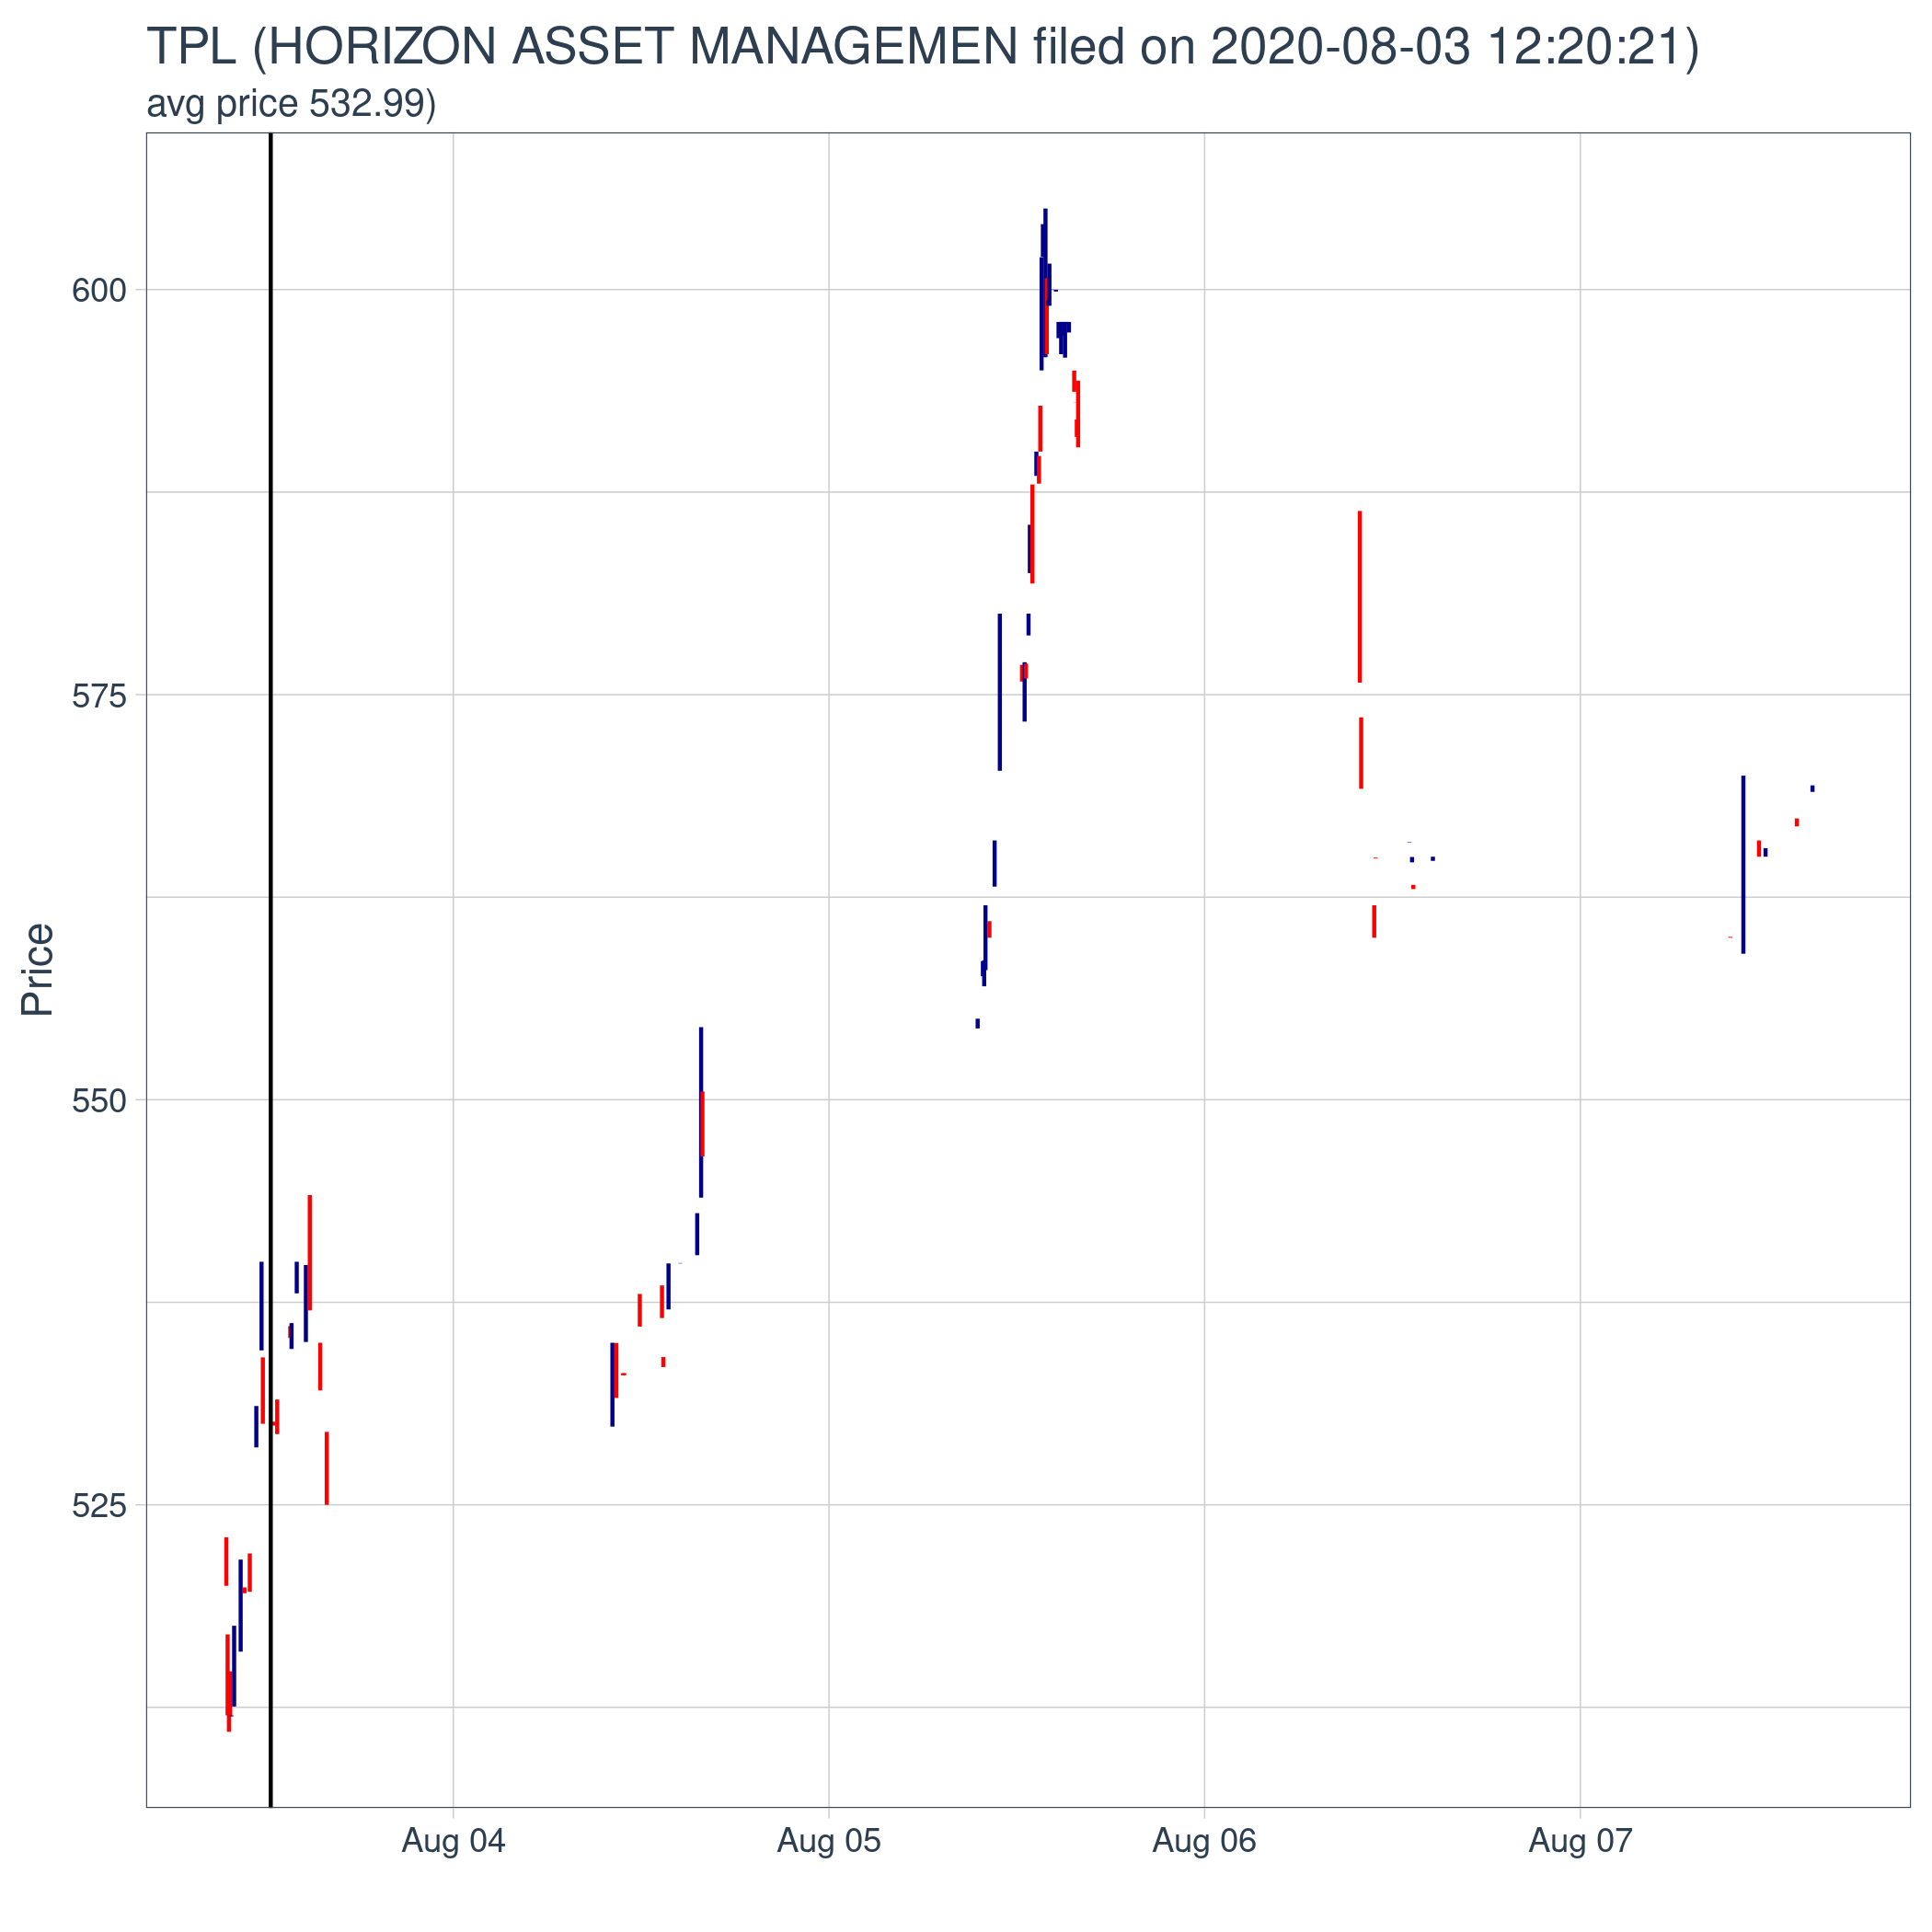 TPL (HORIZON ASSET MANAGEMEN filed on 2020-08-03 12:20:21)
avg price 532.99)
600
575
550
525
Price
Aug 04 Aug 05 Aug 06 Aug 07